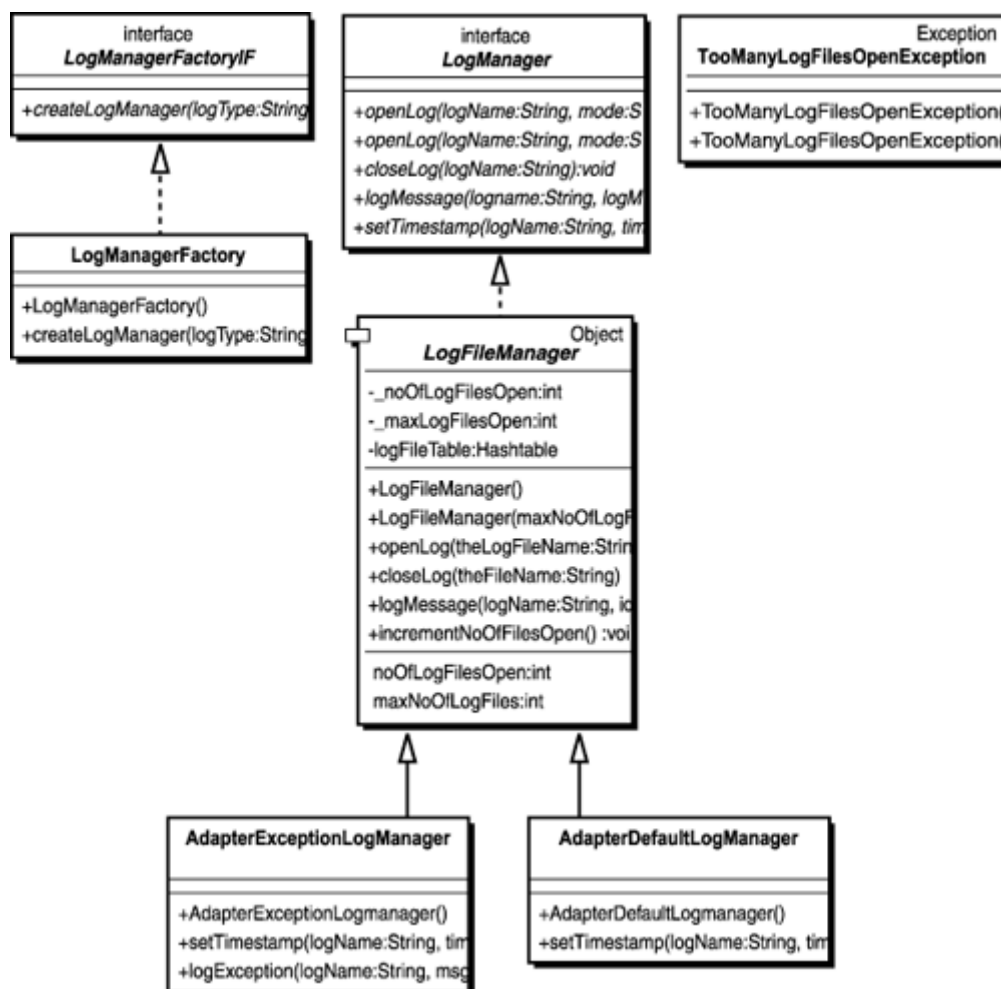 interface
LogManagerFactoryIF
+createLogManager(logType:String
LogManagerFactory
+LogManagerFactory()
+createLogManager(logType:String
interface
LogManager
+openLog(logName:String, mode:S
+openLog(logName:String, mode:S
+closeLog(logName:String):void
+logMessage(logname:String, logM
+setTimestamp(logName:String, tim
Exception
TooManyLogFilesOpenException
+TooManyLogFilesOpenException(
+TooManyLogFilesOpenException(
Object
LogFileManager
-_noOfLogFilesOpen:int
-_maxLogFilesOpen:int
-logFileTable:Hashtable
+LogFileManager()
+LogFileManager(maxNoOfLogF
+openLog(theLogFileName:Strin
+closeLog(theFileName:String)
+logMessage(logName:String, ic
+incrementNoOfFilesOpen() :voi
noOfLogFilesOpen:int
maxNoOfLogFiles:int
AdapterExceptionLogManager
+AdapterExceptionLogmanager()
+setTimestamp(logName:String, tim
+logException(logName:String, msg
AdapterDefaultLogManager
+AdapterDefaultLogmanager()
+setTimestamp(logName:String, tim